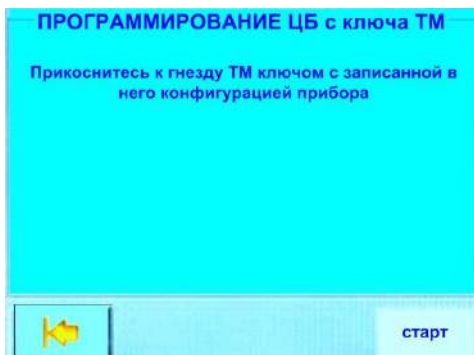 ПРОГРАММИРОВАНИЕ ЦБ с ключа ТМ
Прикоснитесь к гнезду ТМ ключом с записанной в
него конфигурацией прибора
старт